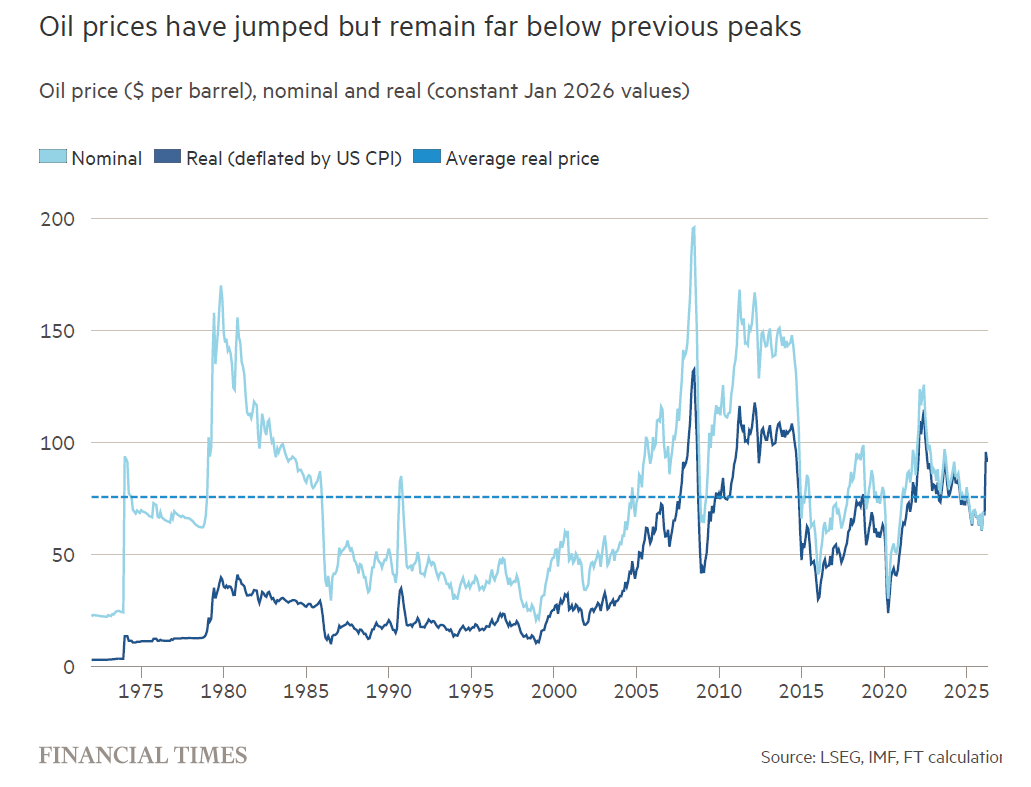 Oil prices have jumped but remain far below previous peaks
Oil price ($ per barrel), nominal and real (constant Jan 2026 values)
Nominal Real (deflated by US CPI) Average real price
200
150
100
50
0
1975 1980 1985 1990 1995 2000 2005 2010 2015 2020 2025
FINANCIAL TIMES
Source: LSEG, IMF, FT calculation